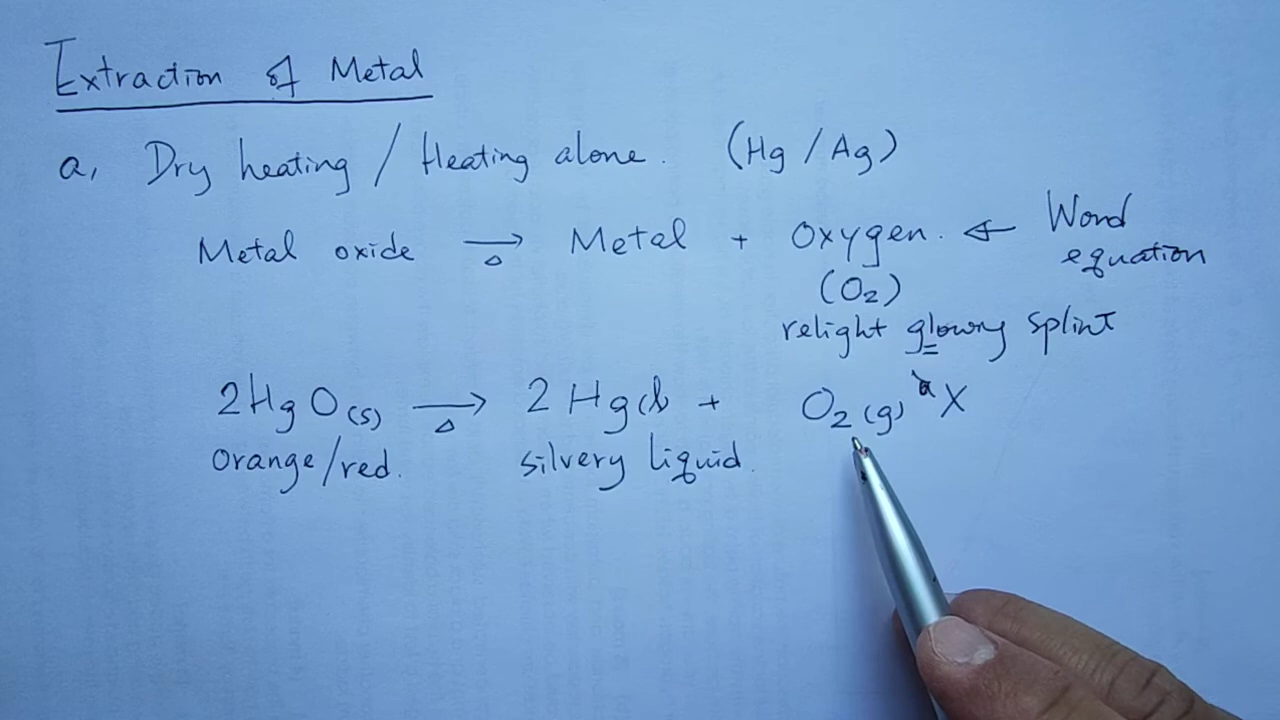 Extraction of Metal
a, Dry heating / Heating alone. (Hg / Ag)
Metal oxide →Δ Metal + Oxygen. ← Word equation
(O₂)
relight glowing splint
2HgO(s) →Δ 2Hg(l) + O₂(g) X
Orange/red. silvery liquid.